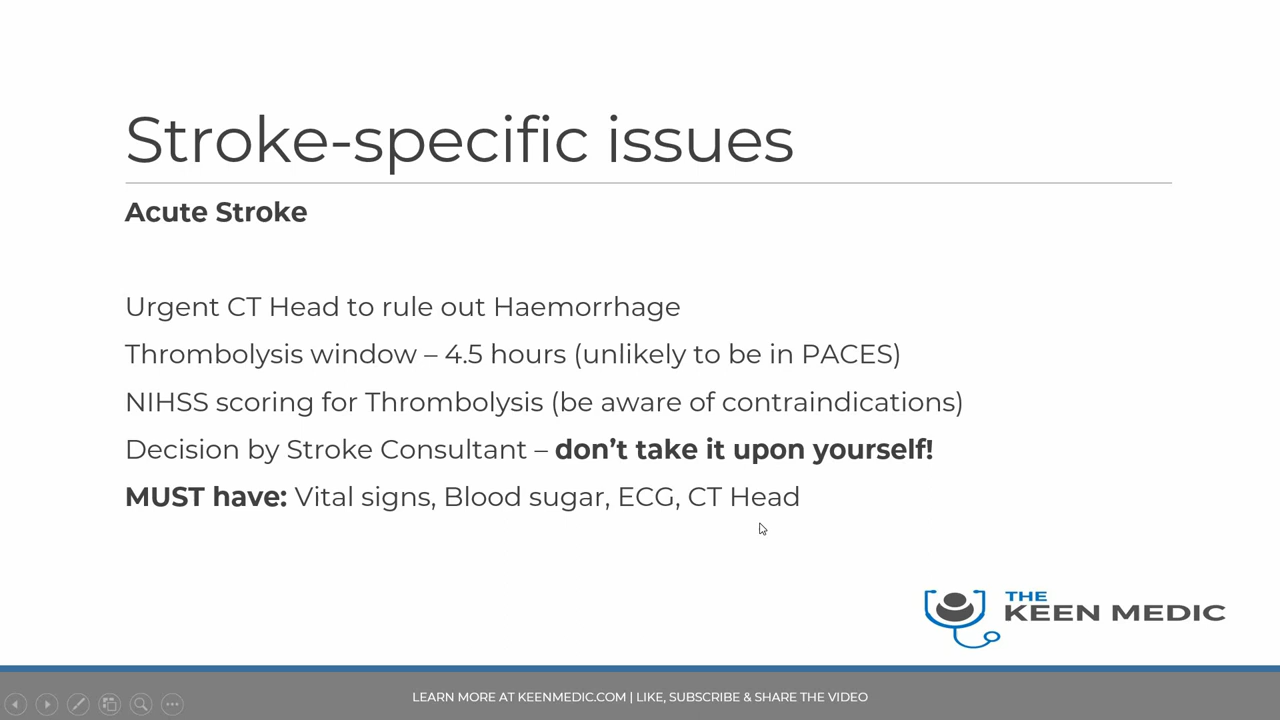 Stroke-specific issues
Acute Stroke
Urgent CT Head to rule out Haemorrhage
Thrombolysis window – 4.5 hours (unlikely to be in PACES)
NIHSS scoring for Thrombolysis (be aware of contraindications)
Decision by Stroke Consultant – don’t take it upon yourself!
MUST have: Vital signs, Blood sugar, ECG, CT Head
THE
KEEN MEDIC
LEARN MORE AT KEENMEDIC.COM | LIKE, SUBSCRIBE & SHARE THE VIDEO